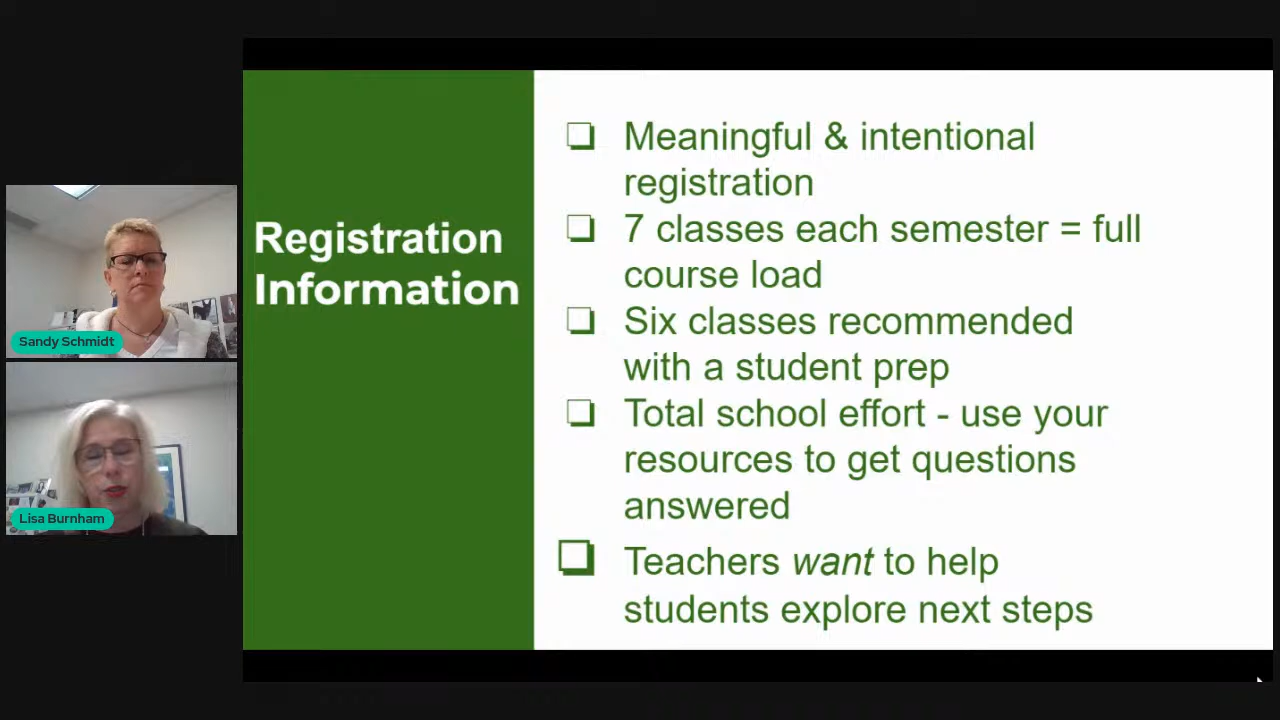 Registration
Information
Meaningful & intentional
registration
7 classes each semester = full
course load
Six classes recommended
with a student prep
Total school effort - use your
resources to get questions
answered
Teachers want to help
students explore next steps
Sandy Schmidt
Lisa Burnham